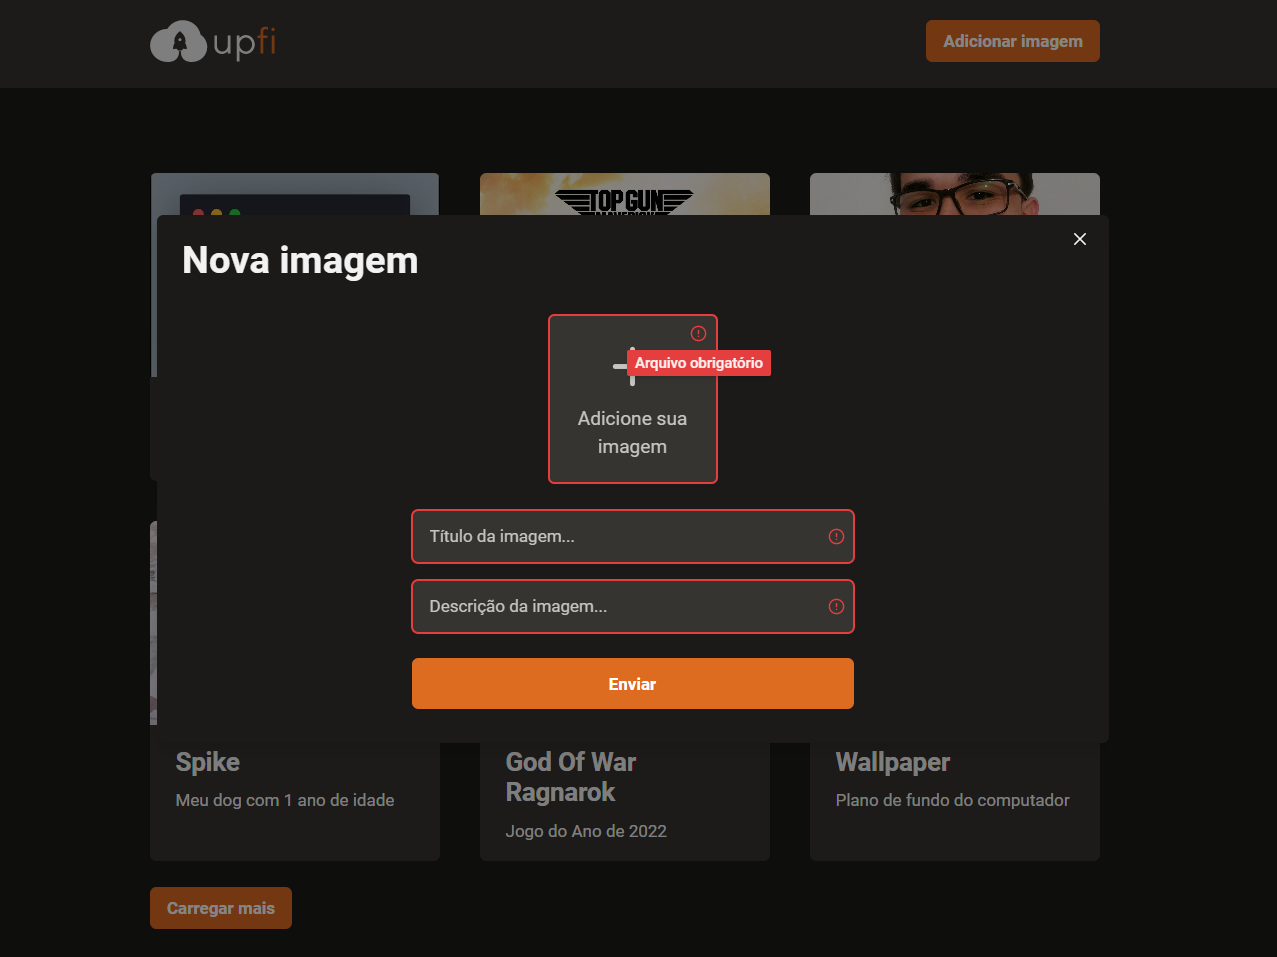 upfi
Adicionar imagem
TOP GUN
Nova imagem
Arquivo obrigatório
Adicione sua
imagem
Título da imagem...
Descrição da imagem...
Enviar
Spike
Meu dog com 1 ano de idade
God Of War
Ragnarok
Jogo do Ano de 2022
Wallpaper
Plano de fundo do computador
Carregar mais